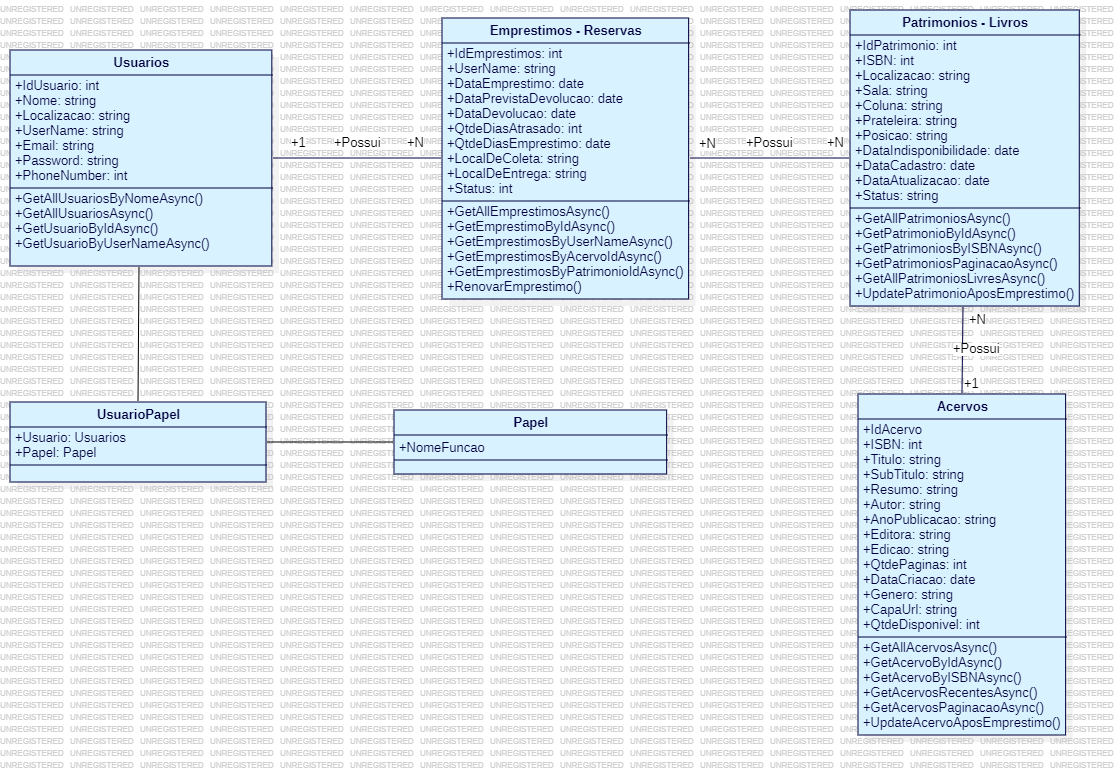 Usuarios
+IdUsuario: int
+Nome: string
+Localizacao: string
+UserName: string
+Email: string
+Password: string
+PhoneNumber: int
+GetAllUsuariosByNomeAsync()
+GetAllUsuariosAsync()
+GetUsuarioByIdAsync()
+GetUsuarioByUserNameAsync()
+1
+Possui
+N
Emprestimos - Reservas
+IdEmprestimos: int
+UserName: string
+DataEmprestimo: date
+DataPrevistaDevolucao: date
+DataDevolucao: date
+QtdeDiasAtrasado: int
+QtdeDiasEmprestimo: date
+LocalDeColeta: string
+LocalDeEntrega: string
+Status: int
+GetAllEmprestimosAsync()
+GetEmprestimoByIdAsync()
+GetEmprestimosByUserNameAsync()
+GetEmprestimosByAcervoIdAsync()
+GetEmprestimosByPatrimonioIdAsync()
+RenovarEmprestimo()
+N
+Possui
+N
Patrimonios - Livros
+IdPatrimonio: int
+ISBN: int
+Localizacao: string
+Sala: string
+Coluna: string
+Prateleira: string
+Posicao: string
+DataIndisponibilidade: date
+DataCadastro: date
+DataAtualizacao: date
+Status: string
+GetAllPatrimoniosAsync()
+GetPatrimonioByIdAsync()
+GetPatrimoniosByISBNAsync()
+GetPatrimoniosPaginacaoAsync()
+GetAllPatrimoniosLivresAsync()
+UpdatePatrimonioAposEmprestimo()
+N
+Possui
+1
UsuarioPapel
+Usuario: Usuarios
+Papel: Papel
Papel
+NomeFuncao
Acervos
+IdAcervo
+ISBN: int
+Titulo: string
+SubTitulo: string
+Resumo: string
+Autor: string
+AnoPublicacao: string
+Editora: string
+Edicao: string
+QtdePaginas: int
+DataCriacao: date
+Genero: string
+CapaUrl: string
+QtdeDisponivel: int
+GetAllAcervosAsync()
+GetAcervoByIdAsync()
+GetAcervoByISBNAsync()
+GetAcervosRecentesAsync()
+GetAcervosPaginacaoAsync()
+UpdateAcervoAposEmprestimo()
UNREGISTERED